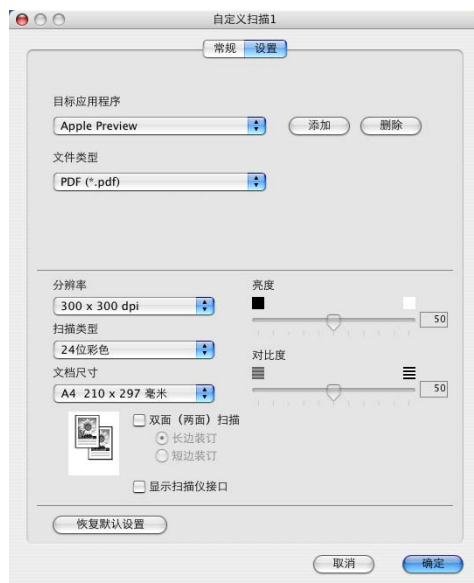 自定义扫描1
常规 设置
目标应用程序
Apple Preview 添加 删除
文件类型
PDF (*.pdf)
分辨率 亮度
300 x 300 dpi 50
扫描类型
24位彩色 对比度
文档尺寸
A4 210 x 297 毫米 50
双面（两面）扫描
长边装订
短边装订
显示扫描仪接口
恢复默认设置
取消 确定